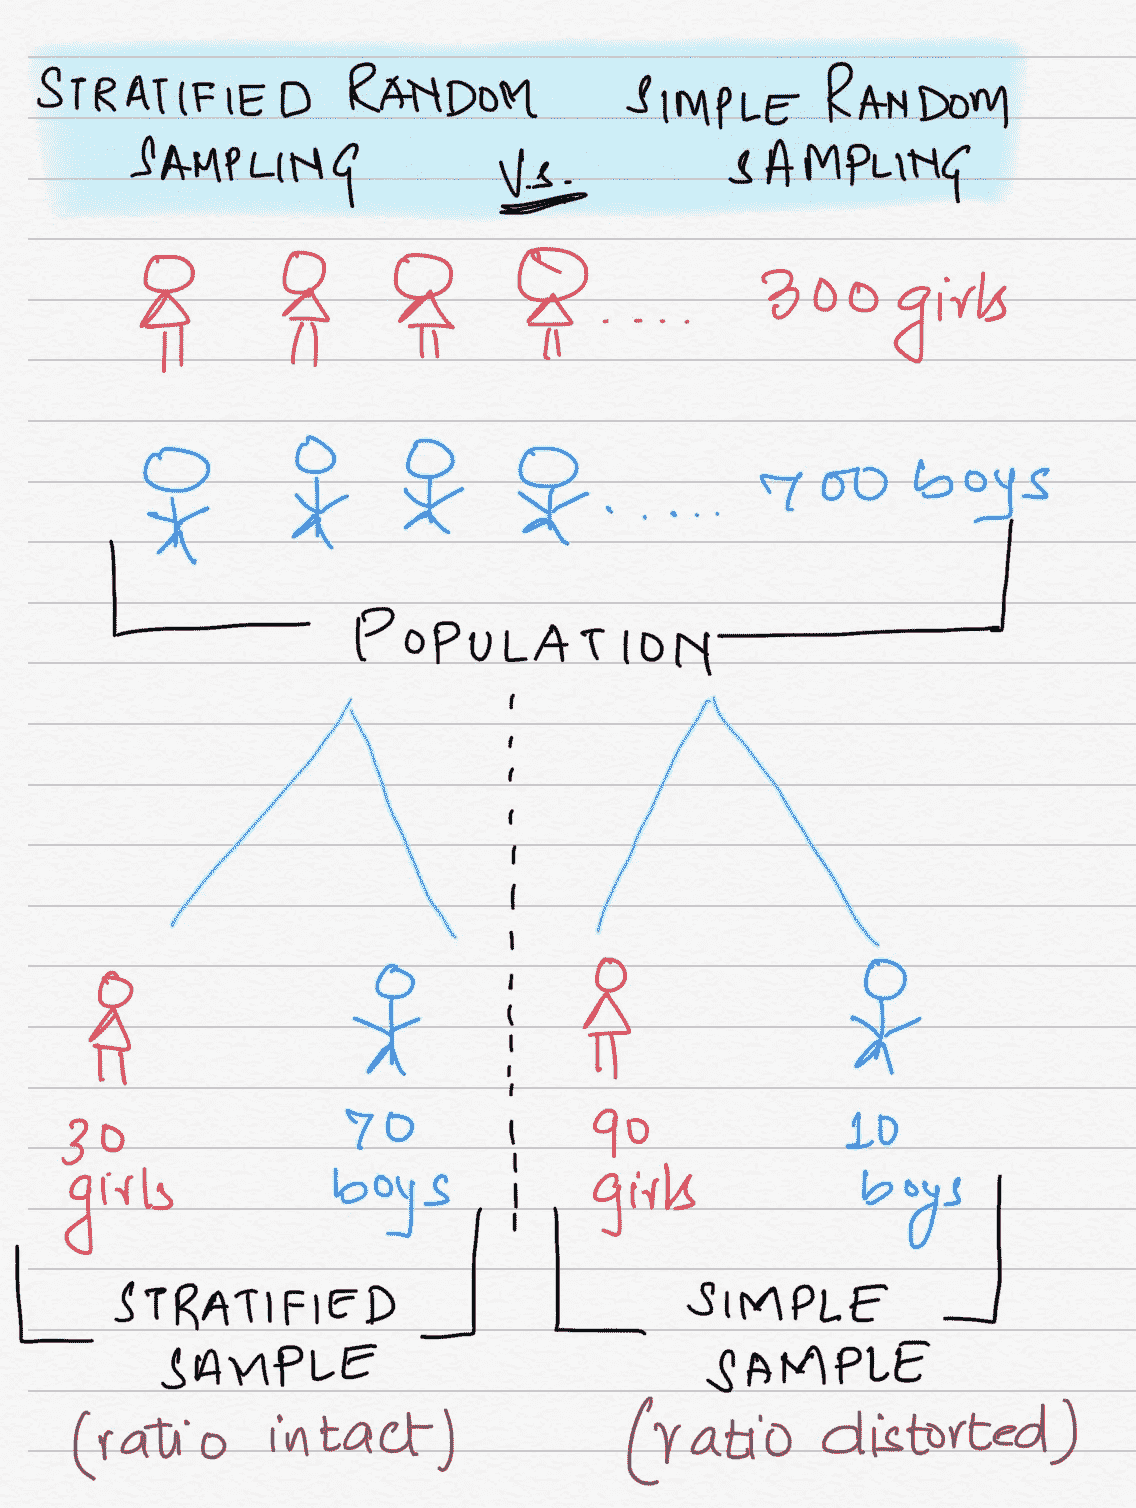 STRATIFIED RANDOM SAMPLING
Vs.
SIMPLE RANDOM SAMPLING
..... 300 girls
...... 700 boys
POPULATION
30 girls
70 boys
90 girls
10 boys
STRATIFIED SAMPLE
(ratio intact)
SIMPLE SAMPLE
(ratio distorted)